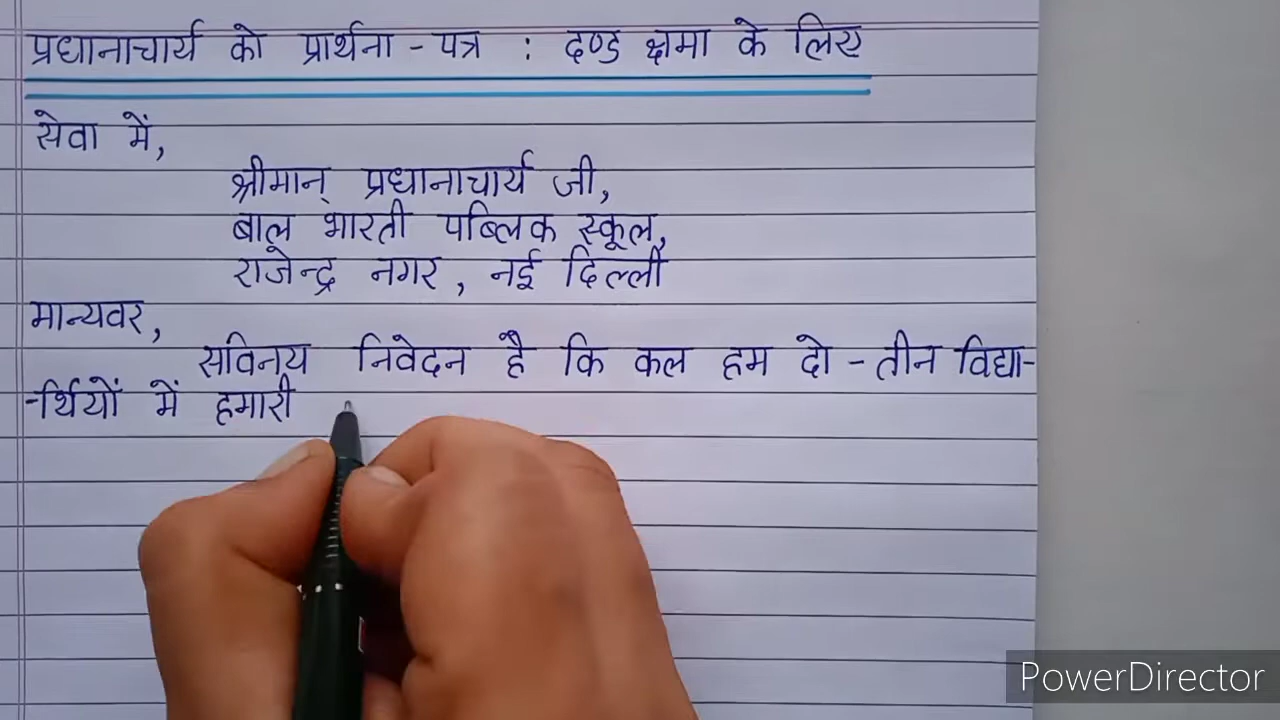 प्रधानाचार्य को प्रार्थना - पत्र : दण्ड क्षमा के लिए
सेवा में,
श्रीमान् प्रधानाचार्य जी,
बाल भारती पब्लिक स्कूल,
राजेन्द्र नगर, नई दिल्ली
मान्यवर,
सविनय निवेदन है कि कल हम दो - तीन विद्या-
-र्थियों में हमारी
PowerDirector